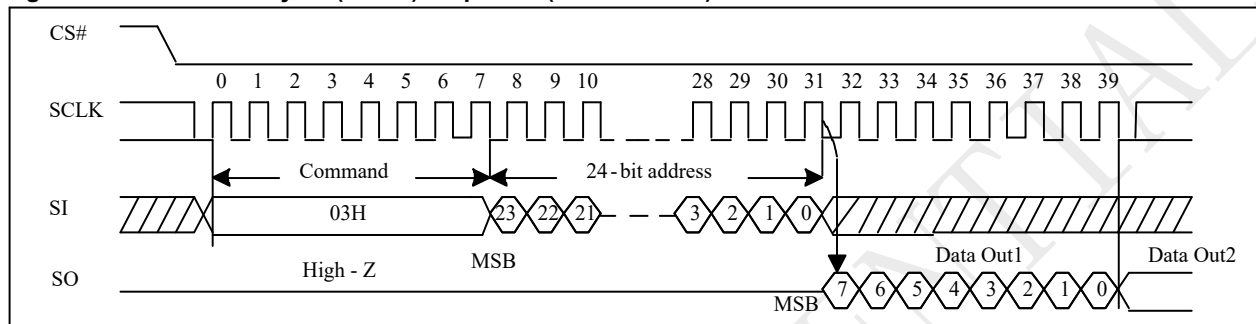 CS#
0 1 2 3 4 5 6 7 8 9 10 28 29 30 31 32 33 34 35 36 37 38 39
SCLK
Command 24-bit address
SI 03H 23 22 21 3 2 1 0
High - Z MSB Data Out1 Data Out2
SO MSB 7 6 5 4 3 2 1 0